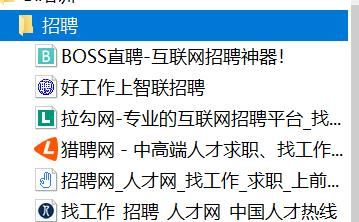 招聘
BOSS直聘-互联网招聘神器!
好工作上智联招聘
拉勾网-专业的互联网招聘平台_找...
猎聘网 - 中高端人才求职、找工作...
招聘网_人才网_找工作_求职_上前...
找工作 招聘 人才网 中国人才热线